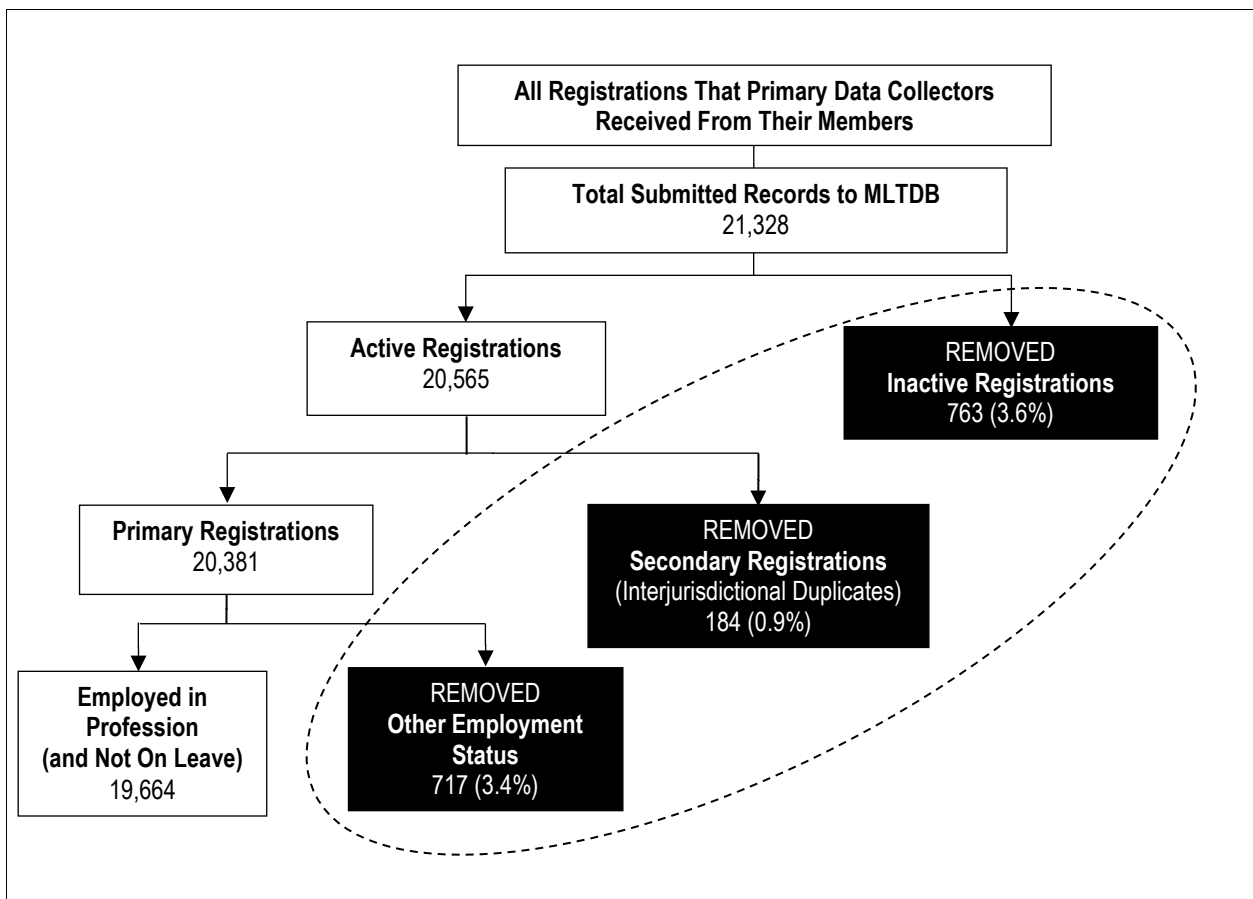 All Registrations That Primary Data Collectors
Received From Their Members
Total Submitted Records to MLTDB
21,328
Active Registrations
20,565
REMOVED
Inactive Registrations
763 (3.6%)
Primary Registrations
20,381
REMOVED
Secondary Registrations
(Interjurisdictional Duplicates)
184 (0.9%)
Employed in
Profession
(and Not On Leave)
19,664
REMOVED
Other Employment
Status
717 (3.4%)